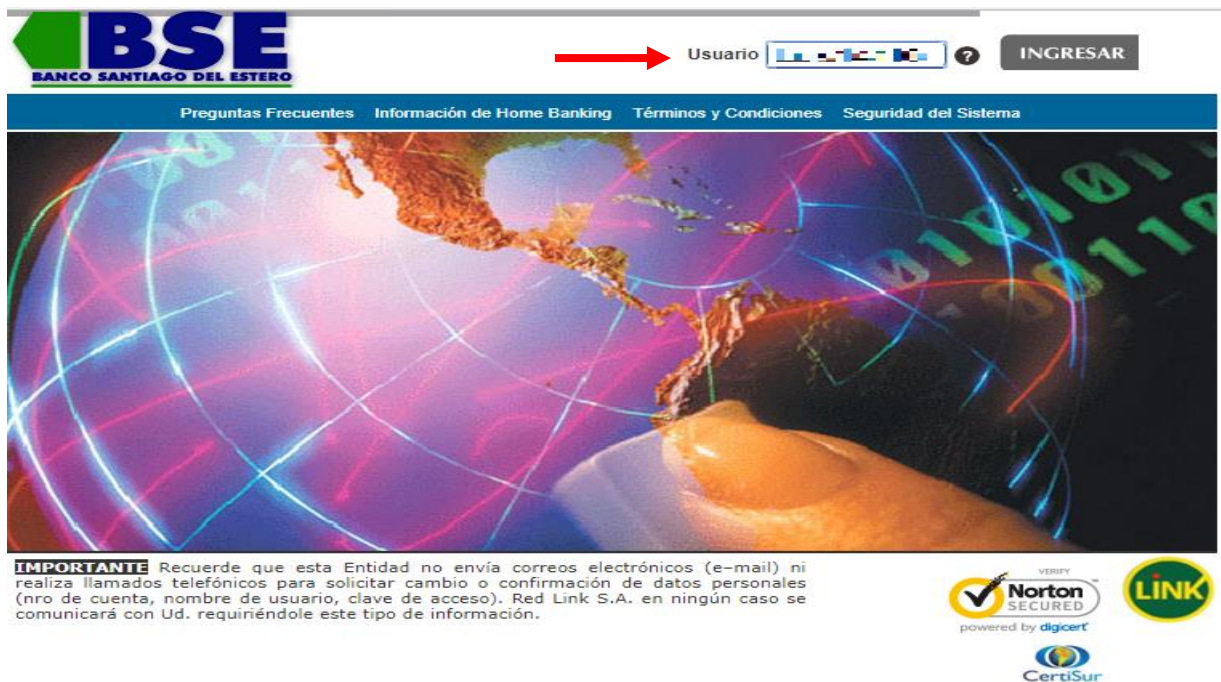 BSE
BANCO SANTIAGO DEL ESTERO
Usuario ? INGRESAR
Preguntas Frecuentes Información de Home Banking Términos y Condiciones Seguridad del Sistema
IMPORTANTE Recuerde que esta Entidad no envía correos electrónicos (e-mail) ni
realiza llamados telefónicos para solicitar cambio o confirmación de datos personales
(nro de cuenta, nombre de usuario, clave de acceso). Red Link S.A. en ningún caso se
comunicará con Ud. requiriéndole este tipo de información.
VERIFY
Norton
SECURED
powered by digicert
LINK
CertiSur